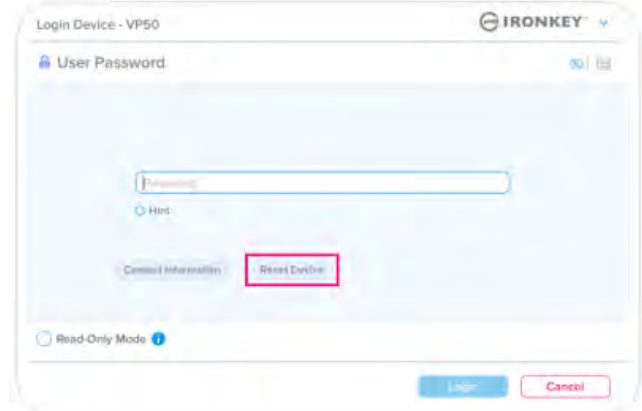 Login Device - VP50
IRONKEY
User Password
Password
Hint
Contact Information
Reset Device
Read-Only Mode
Login
Cancel